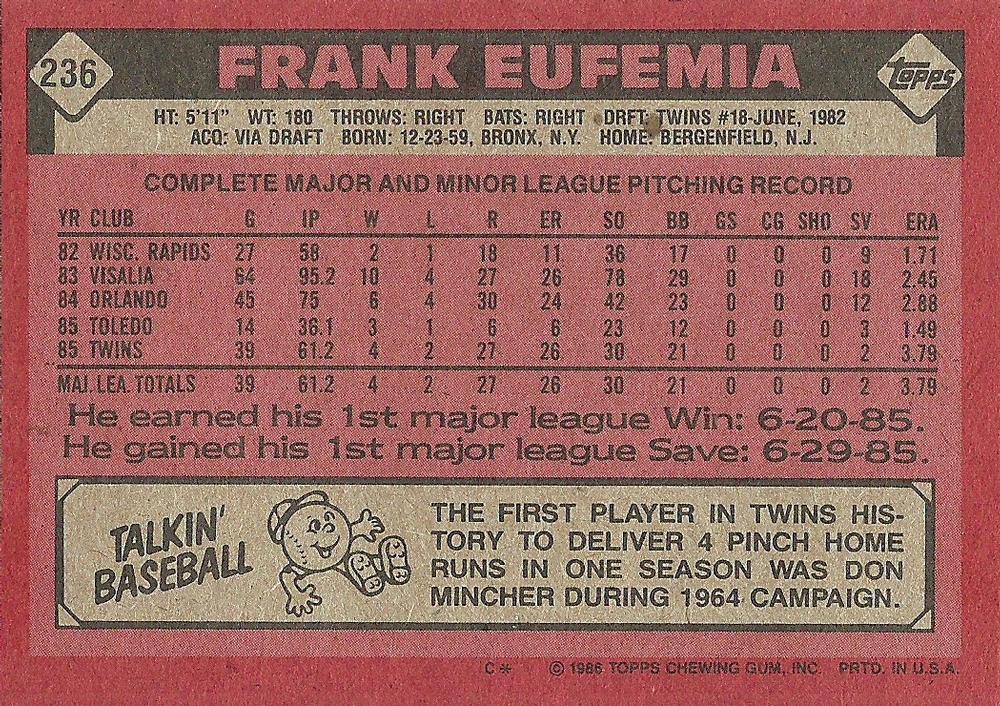 236 FRANK EUFEMIA Topps
HT: 5'11" WT: 180 THROWS: RIGHT BATS: RIGHT DRFT: TWINS #18-JUNE, 1982
ACQ: VIA DRAFT BORN: 12-23-59, BRONX, N.Y. HOME: BERGENFIELD, N.J.
COMPLETE MAJOR AND MINOR LEAGUE PITCHING RECORD
YR CLUB G IP W L R ER SO BB GS CG SHO SV ERA
82 WISC. RAPIDS 27 58 2 1 18 11 36 17 0 0 0 9 1.71
83 VISALIA 64 95.2 10 4 27 26 78 29 0 0 0 18 2.45
84 ORLANDO 45 75 6 4 30 24 42 23 0 0 0 12 2.88
85 TOLEDO 14 36.1 3 1 6 6 23 12 0 0 0 3 1.49
85 TWINS 39 61.2 4 2 27 26 30 21 0 0 0 2 3.79
MAJ. LEA. TOTALS 39 61.2 4 2 27 26 30 21 0 0 0 2 3.79
He earned his 1st major league Win: 6-20-85.
He gained his 1st major league Save: 6-29-85.
TALKIN'
BASEBALL
THE FIRST PLAYER IN TWINS HIS-
TORY TO DELIVER 4 PINCH HOME
RUNS IN ONE SEASON WAS DON
MINCHER DURING 1964 CAMPAIGN.
C* © 1986 TOPPS CHEWING GUM, INC. PRTD. IN U.S.A.